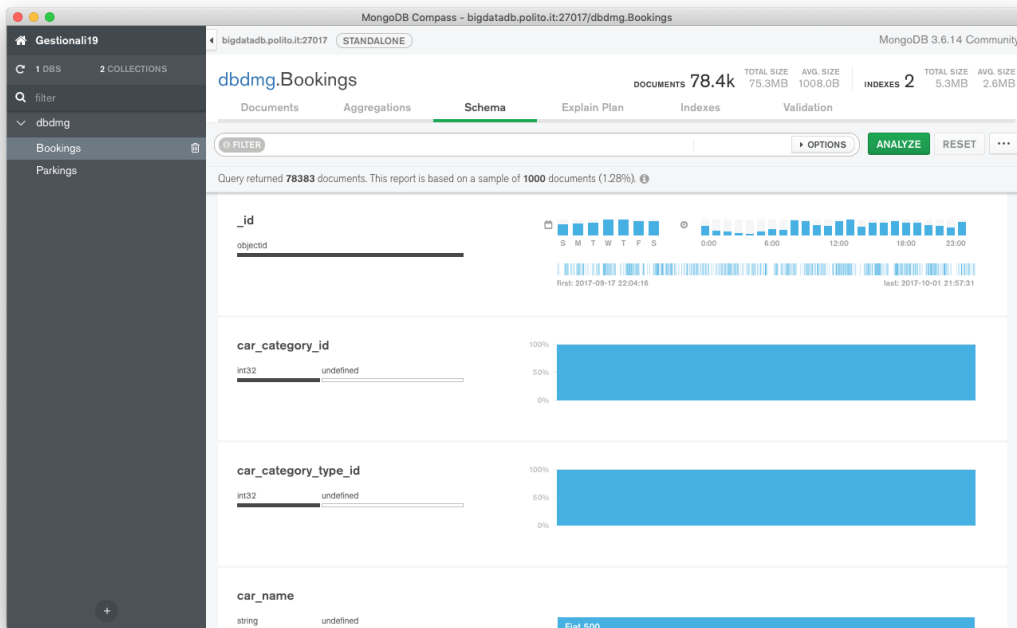 MongoDB Compass - bigdatadb.polito.it:27017/dbdmg.Bookings
Gestionali19
1 DBS 2 COLLECTIONS
filter
dbdmg
Bookings
Parkings
+
bigdatadb.polito.it:27017 STANDALONE MongoDB 3.6.14 Community
dbdmg.Bookings
DOCUMENTS 78.4k TOTAL SIZE 75.3MB AVG. SIZE 1008.0B INDEXES 2 TOTAL SIZE 5.3MB AVG. SIZE 2.6MB
Documents Aggregations Schema Explain Plan Indexes Validation
FILTER OPTIONS ANALYZE RESET ...
Query returned 78383 documents. This report is based on a sample of 1000 documents (1.28%).
_id
objectid
S M T W T F S 0:00 6:00 12:00 18:00 23:00
first: 2017-09-17 22:04:16 last: 2017-10-01 21:57:31
car_category_id
int32 undefined
100%
50%
0%
car_category_type_id
int32 undefined
100%
50%
0%
car_name
string undefined
Fiat 500